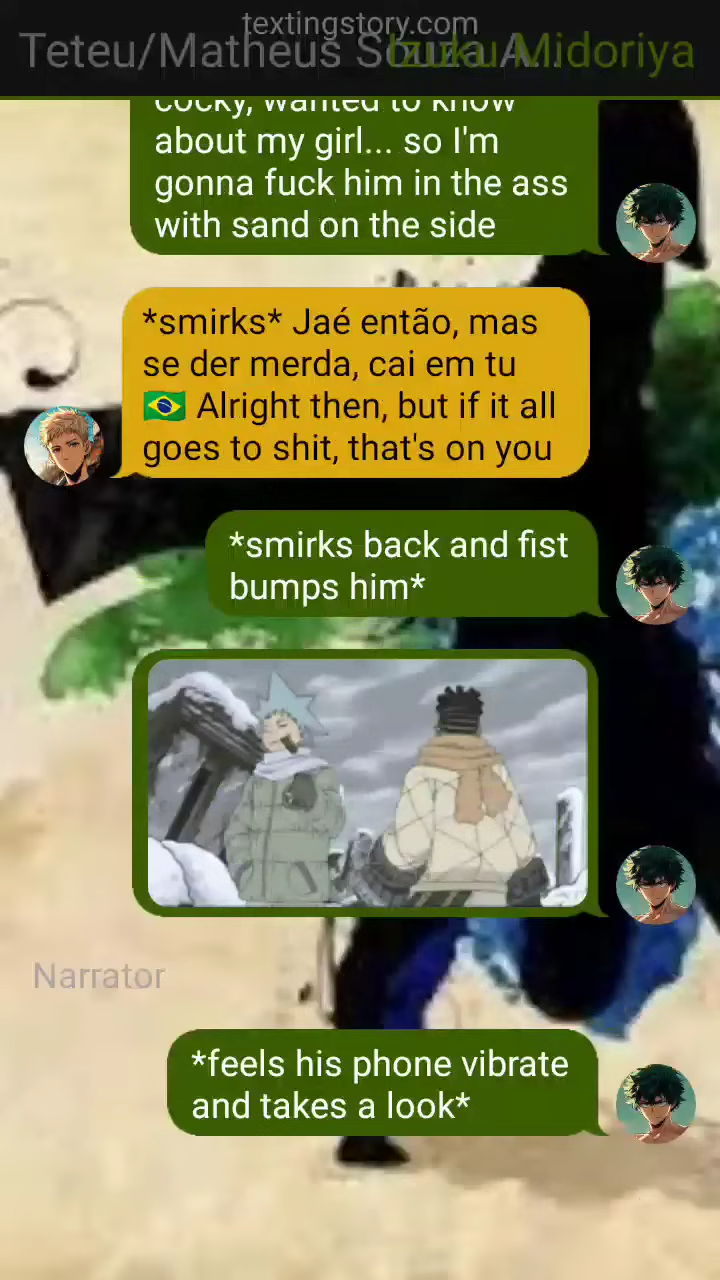 textingstory.com
Teteu/Matheus Souza A...
Izuku Midoriya
cocky, wanted to know
about my girl... so I'm
gonna fuck him in the ass
with sand on the side
*smirks* Jaé então, mas
se der merda, cai em tu
🇧🇷 Alright then, but if it all
goes to shit, that's on you
*smirks back and fist
bumps him*
Narrator
*feels his phone vibrate
and takes a look*